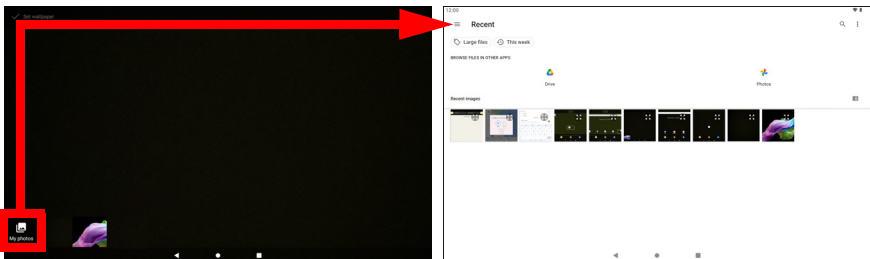 Set wallpaper
My photos
12:00
Recent
Large files
This week
BROWSE FILES IN OTHER APPS
Drive
Photos
Recent images